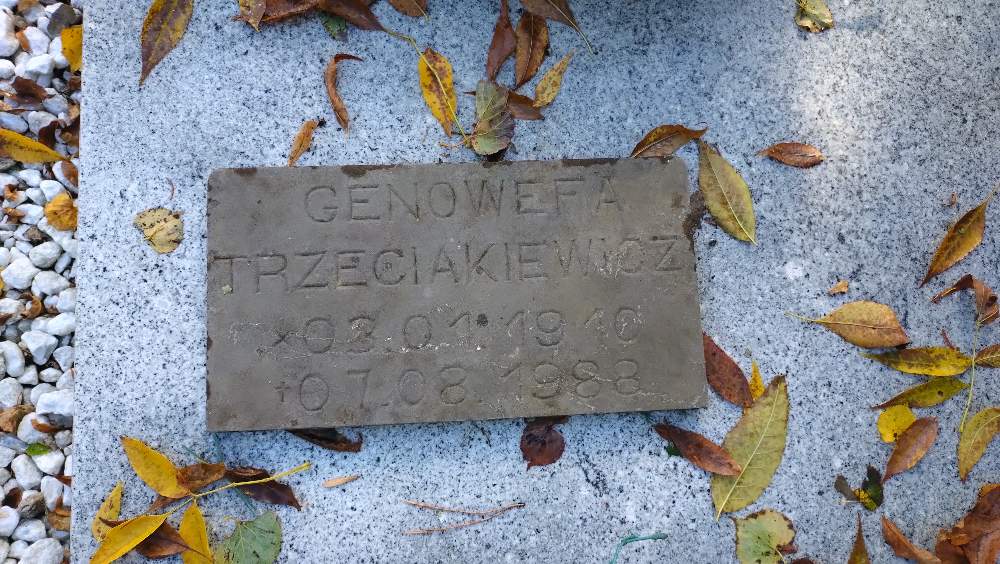 GENOWEFA
TRZECIAKIEWICZ
×03.01.1910
†07.08.1988